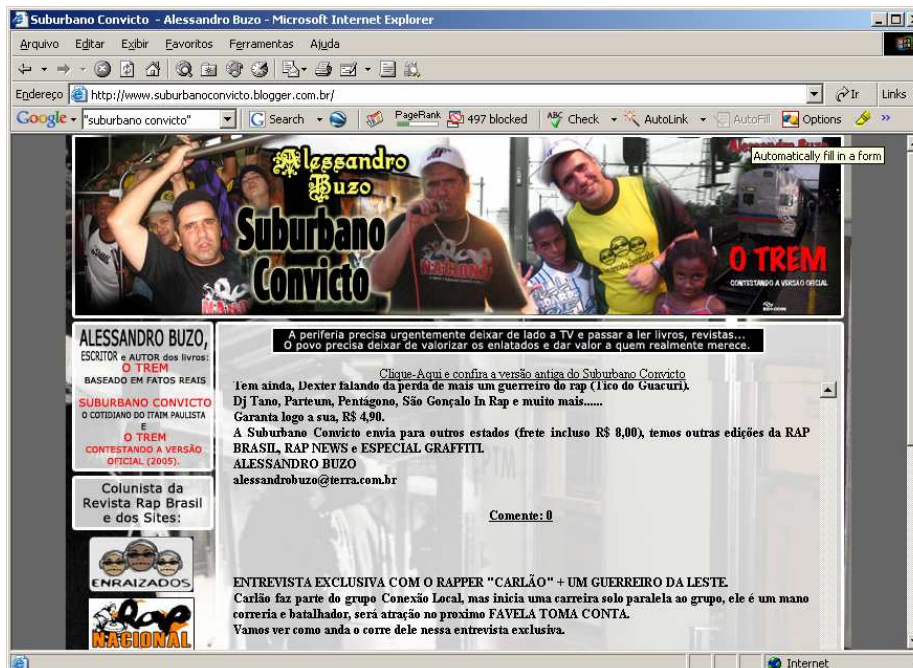 Suburbano Convicto - Alessandro Buzo - Microsoft Internet Explorer
Arquivo Editar Exibir Favoritos Ferramentas Ajuda
Endereço http://www.suburbanoconvicto.blogger.com.br/ Ir Links
Google "suburbano convicto" G Search PageRank 497 blocked ABC Check AutoLink AutoFill Options »
Automatically fill in a form
Alessandro
Buzo
Suburbano
Convicto
NACIONAL
O TREM
CONTESTANDO A VERSÃO OFICIAL
ALESSANDRO BUZO,
ESCRITOR e AUTOR dos livros:
O TREM
BASEADO EM FATOS REAIS
SUBURBANO CONVICTO
O COTIDIANO DO ITAIM PAULISTA
E
O TREM
CONTESTANDO A VERSÃO
OFICIAL (2005).
Colunista da
Revista Rap Brasil
e dos Sites:
ENRAIZADOS
Rap
NACIONAL
A periferia precisa urgentemente deixar de lado a TV e passar a ler livros, revistas...
O povo precisa deixar de valorizar os enlatados e dar valor a quem realmente merece.
Clique-Aqui e confira a versão antiga do Suburbano Convicto
Tem ainda, Dexter falando da perda de mais um guerreiro do rap (Tico do Guacuri).
Dj Tano, Parteum, Pentágono, São Gonçalo In Rap e muito mais......
Garanta logo a sua, R$ 4,90.
A Suburbano Convicto envia para outros estados (frete incluso R$ 8,00), temos outras edições da RAP
BRASIL, RAP NEWS e ESPECIAL GRAFFITI.
ALESSANDRO BUZO
alessandrobuzo@terra.com.br
Comente: 0
ENTREVISTA EXCLUSIVA COM O RAPPER "CARLÃO" + UM GUERREIRO DA LESTE.
Carlão faz parte do grupo Conexão Local, mas inicia uma carreira solo paralela ao grupo, ele é um mano
correria e batalhador, será atração no proximo FAVELA TOMA CONTA.
Vamos ver como anda o corre dele nessa entrevista exclusiva.
Internet